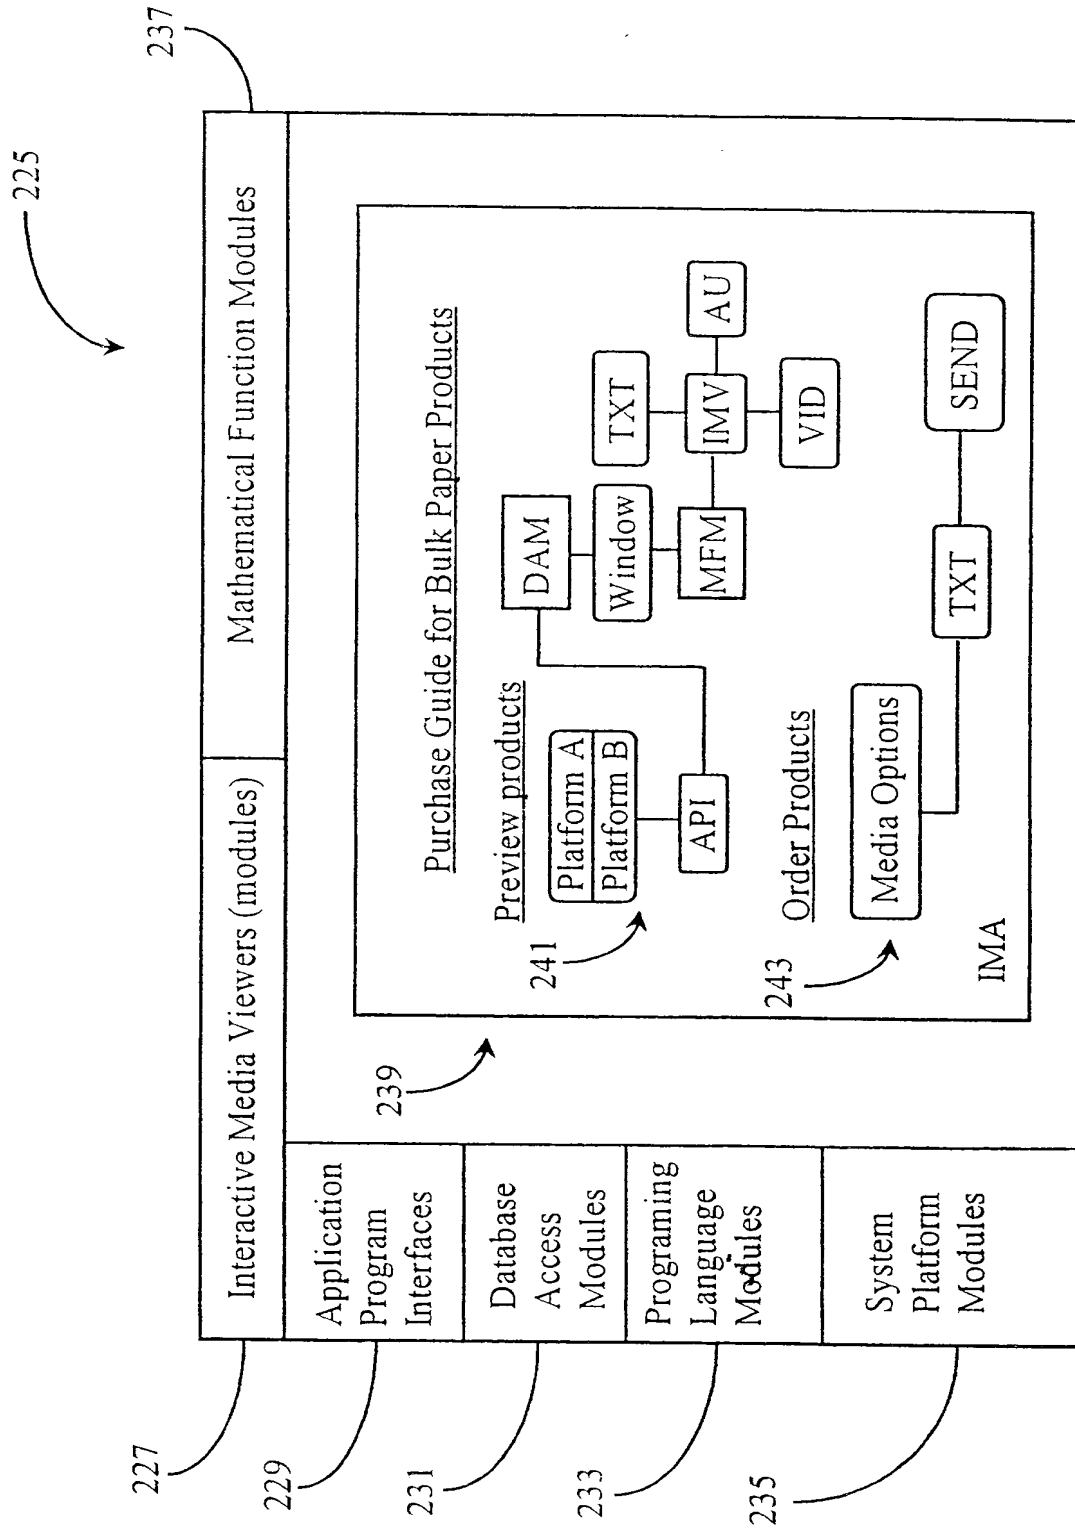 225
237
227
Interactive Media Viewers (modules)
Mathematical Function Modules
229
Application
Program
Interfaces
231
Database
Access
Modules
233
Programing
Language
Modules
235
System
Platform
Modules
239
Purchase Guide for Bulk Paper Products
Preview products
241
Platform A
Platform B
API
DAM
Window
MFM
TXT
IMV
AU
VID
Order Products
243
Media Options
TXT
SEND
IMA